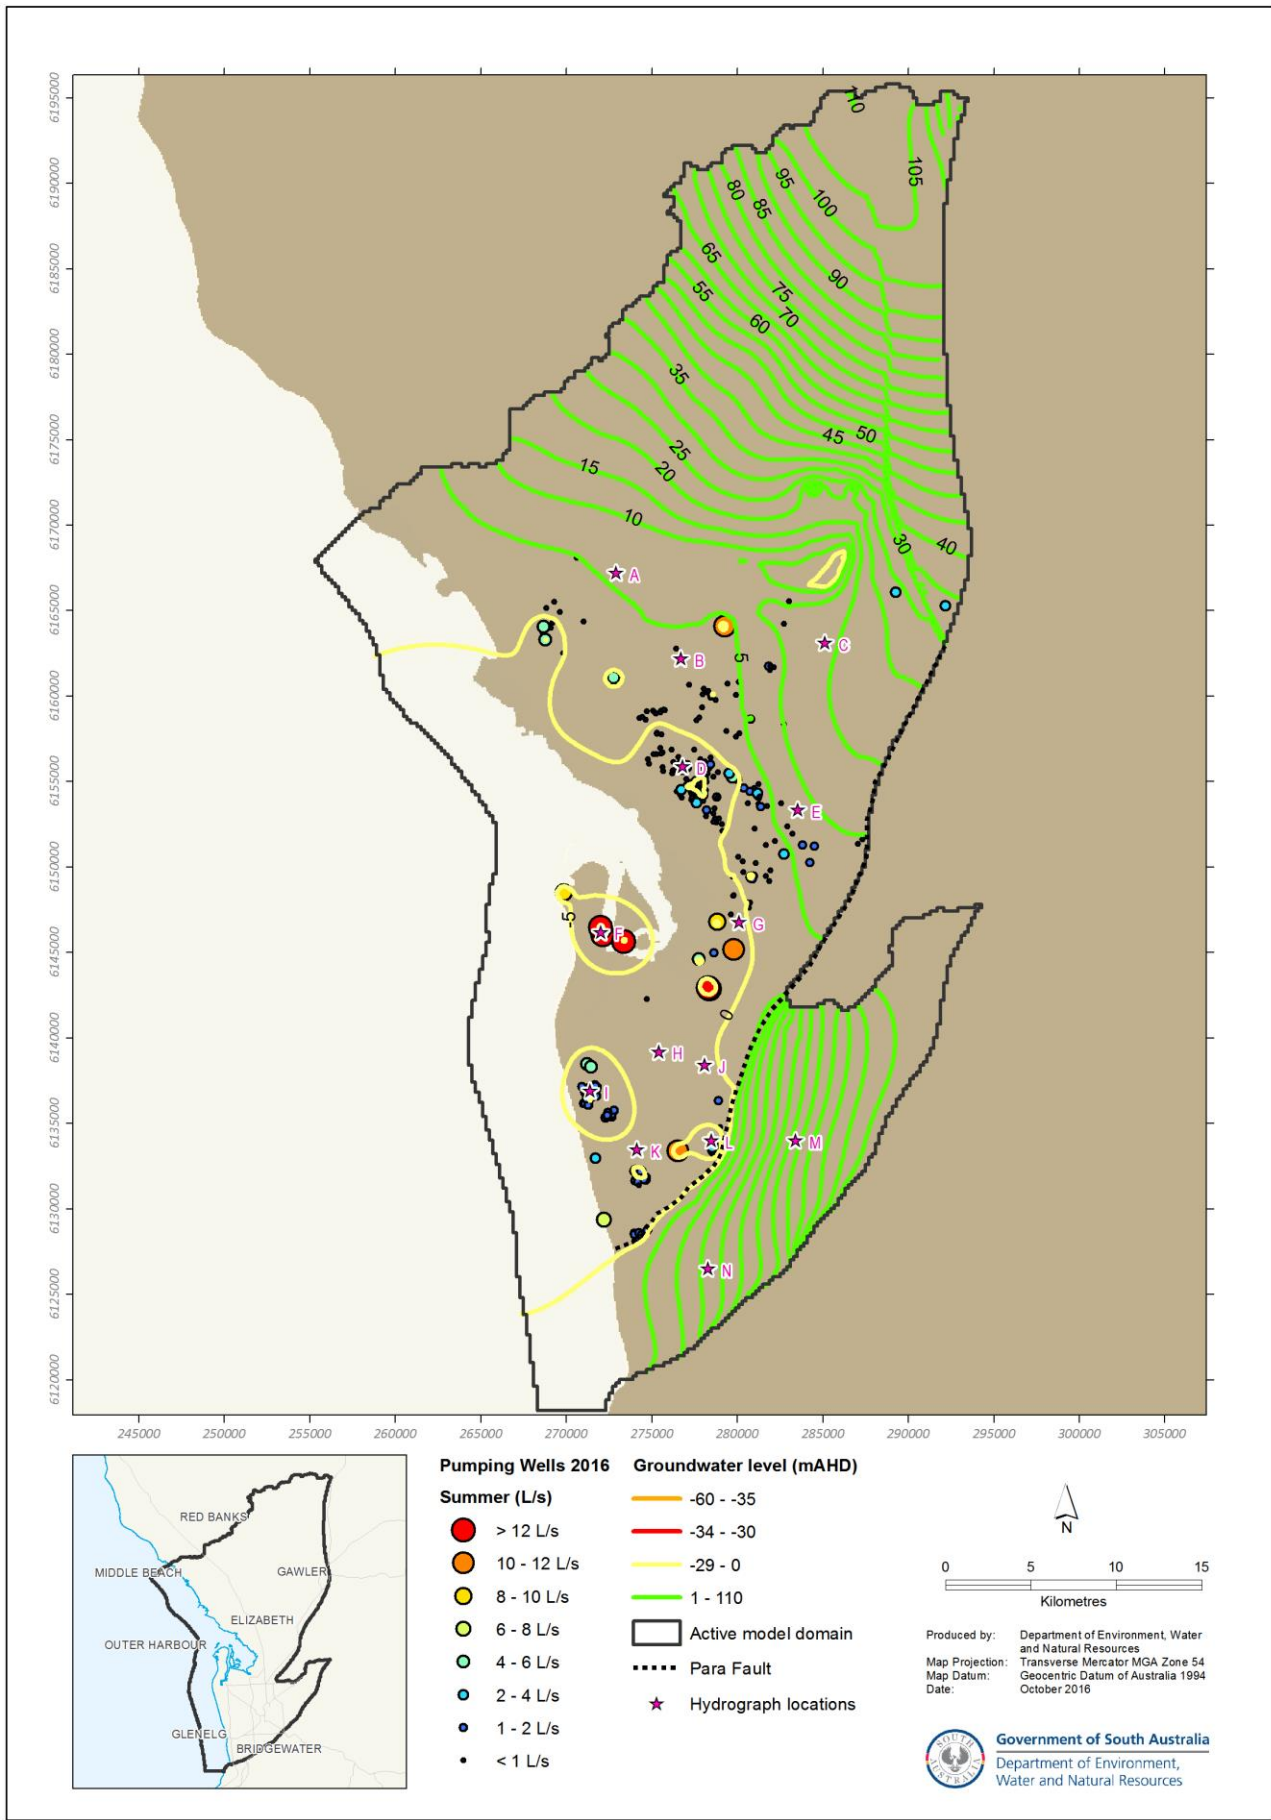 110
105
95
100
80
85
65
90
55
75
70
60
35
45
50
25
15
20
10
30
40
A
B
5
C
D
E
-5
F
G
0
H
J
I
K
L
M
N
6195000
6190000
6185000
6180000
6175000
6170000
6165000
6160000
6155000
6150000
6145000
6140000
6135000
6130000
6125000
6120000
245000 250000 255000 260000 265000 270000 275000 280000 285000 290000 295000 300000 305000
RED BANKS
MIDDLE BEACH
GAWLER
ELIZABETH
OUTER HARBOUR
GLENELG
BRIDGEWATER
Pumping Wells 2016
Summer (L/s)
> 12 L/s
10 - 12 L/s
8 - 10 L/s
6 - 8 L/s
4 - 6 L/s
2 - 4 L/s
1 - 2 L/s
< 1 L/s
Groundwater level (mAHD)
-60 - -35
-34 - -30
-29 - 0
1 - 110
Active model domain
Para Fault
Hydrograph locations
N
0 5 10 15
Kilometres
Produced by: Department of Environment, Water
and Natural Resources
Map Projection: Transverse Mercator MGA Zone 54
Map Datum: Geocentric Datum of Australia 1994
Date: October 2016
SOUTH AUSTRALIA
Government of South Australia
Department of Environment,
Water and Natural Resources